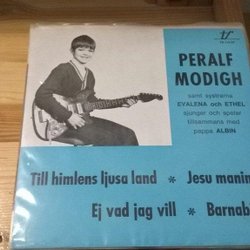 PERALF
MODIGH
samt systrarna
EVALENA och ETHEL
sjunger och spelar
tillsammans med
pappa ALBIN
Till himlens ljusa land * Jesu manin
Ej vad jag vill * Barnab